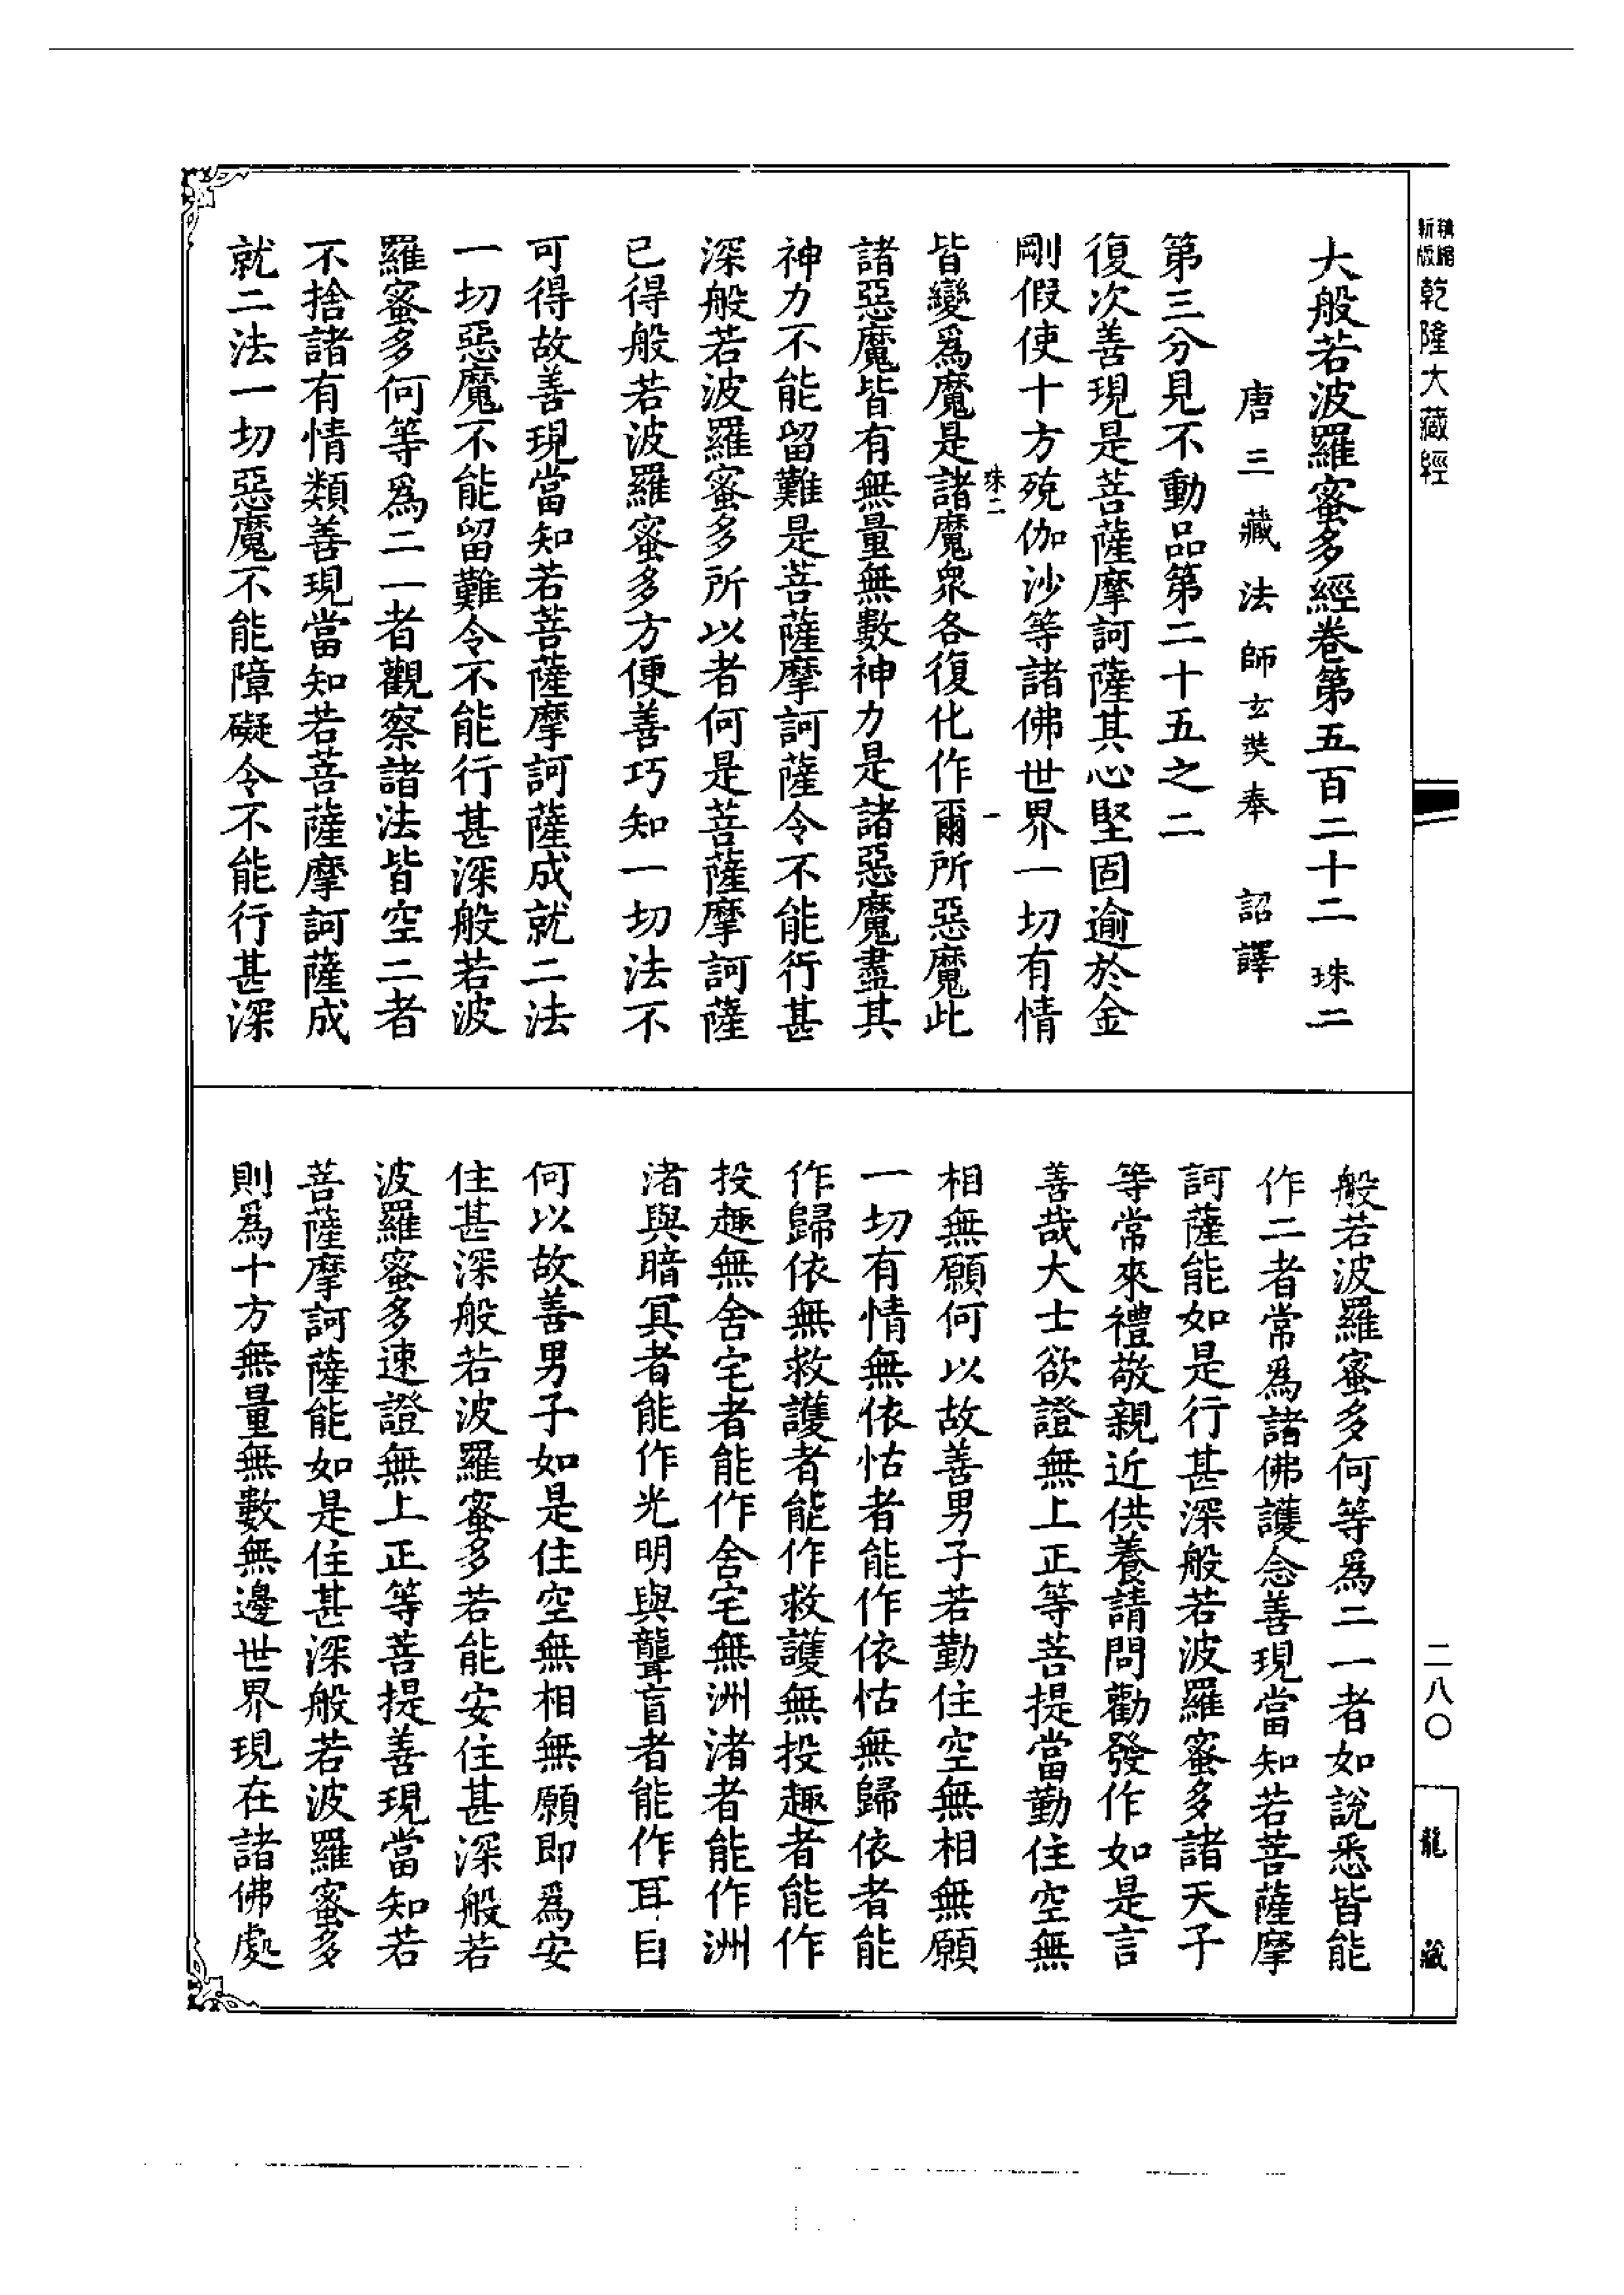 新版精縮乾隆大藏經
大般若波羅蜜多經卷第五百二十二 珠二
唐三藏法師玄奘奉 詔譯
第三分見不動品第二十五之二
復次善現是菩薩摩訶薩其心堅固逾於金
剛假使十方殑伽沙等諸佛世界一切有情
珠二 一
皆變爲魔是諸魔衆各復化作爾所惡魔此
諸惡魔皆有無量無數神力是諸惡魔盡其
神力不能留難是菩薩摩訶薩令不能行甚
深般若波羅蜜多所以者何是菩薩摩訶薩
已得般若波羅蜜多方便善巧知一切法不
可得故善現當知若菩薩摩訶薩成就二法
一切惡魔不能留難令不能行甚深般若波
羅蜜多何等爲二一者觀察諸法皆空二者
不捨諸有情類善現當知若菩薩摩訶薩成
就二法一切惡魔不能障礙令不能行甚深
般若波羅蜜多何等爲二一者如說悉皆能
作二者常爲諸佛護念善現當知若菩薩摩
訶薩能如是行甚深般若波羅蜜多諸天子
等常來禮敬親近供養請問勸發作如是言
善哉大士欲證無上正等菩提當勤住空無
相無願何以故善男子若勤住空無相無願
一切有情無依怙者能作依怙無歸依者能
作歸依無救護者能作救護無投趣者能作
投趣無舍宅者能作舍宅無洲渚者能作洲
渚與暗冥者能作光明與聾盲者能作耳目
何以故善男子如是住空無相無願即爲安
住甚深般若波羅蜜多若能安住甚深般若
波羅蜜多速證無上正等菩提善現當知若
菩薩摩訶薩能如是住甚深般若波羅蜜多
則爲十方無量無數無邊世界現在諸佛處
二八〇
龍藏